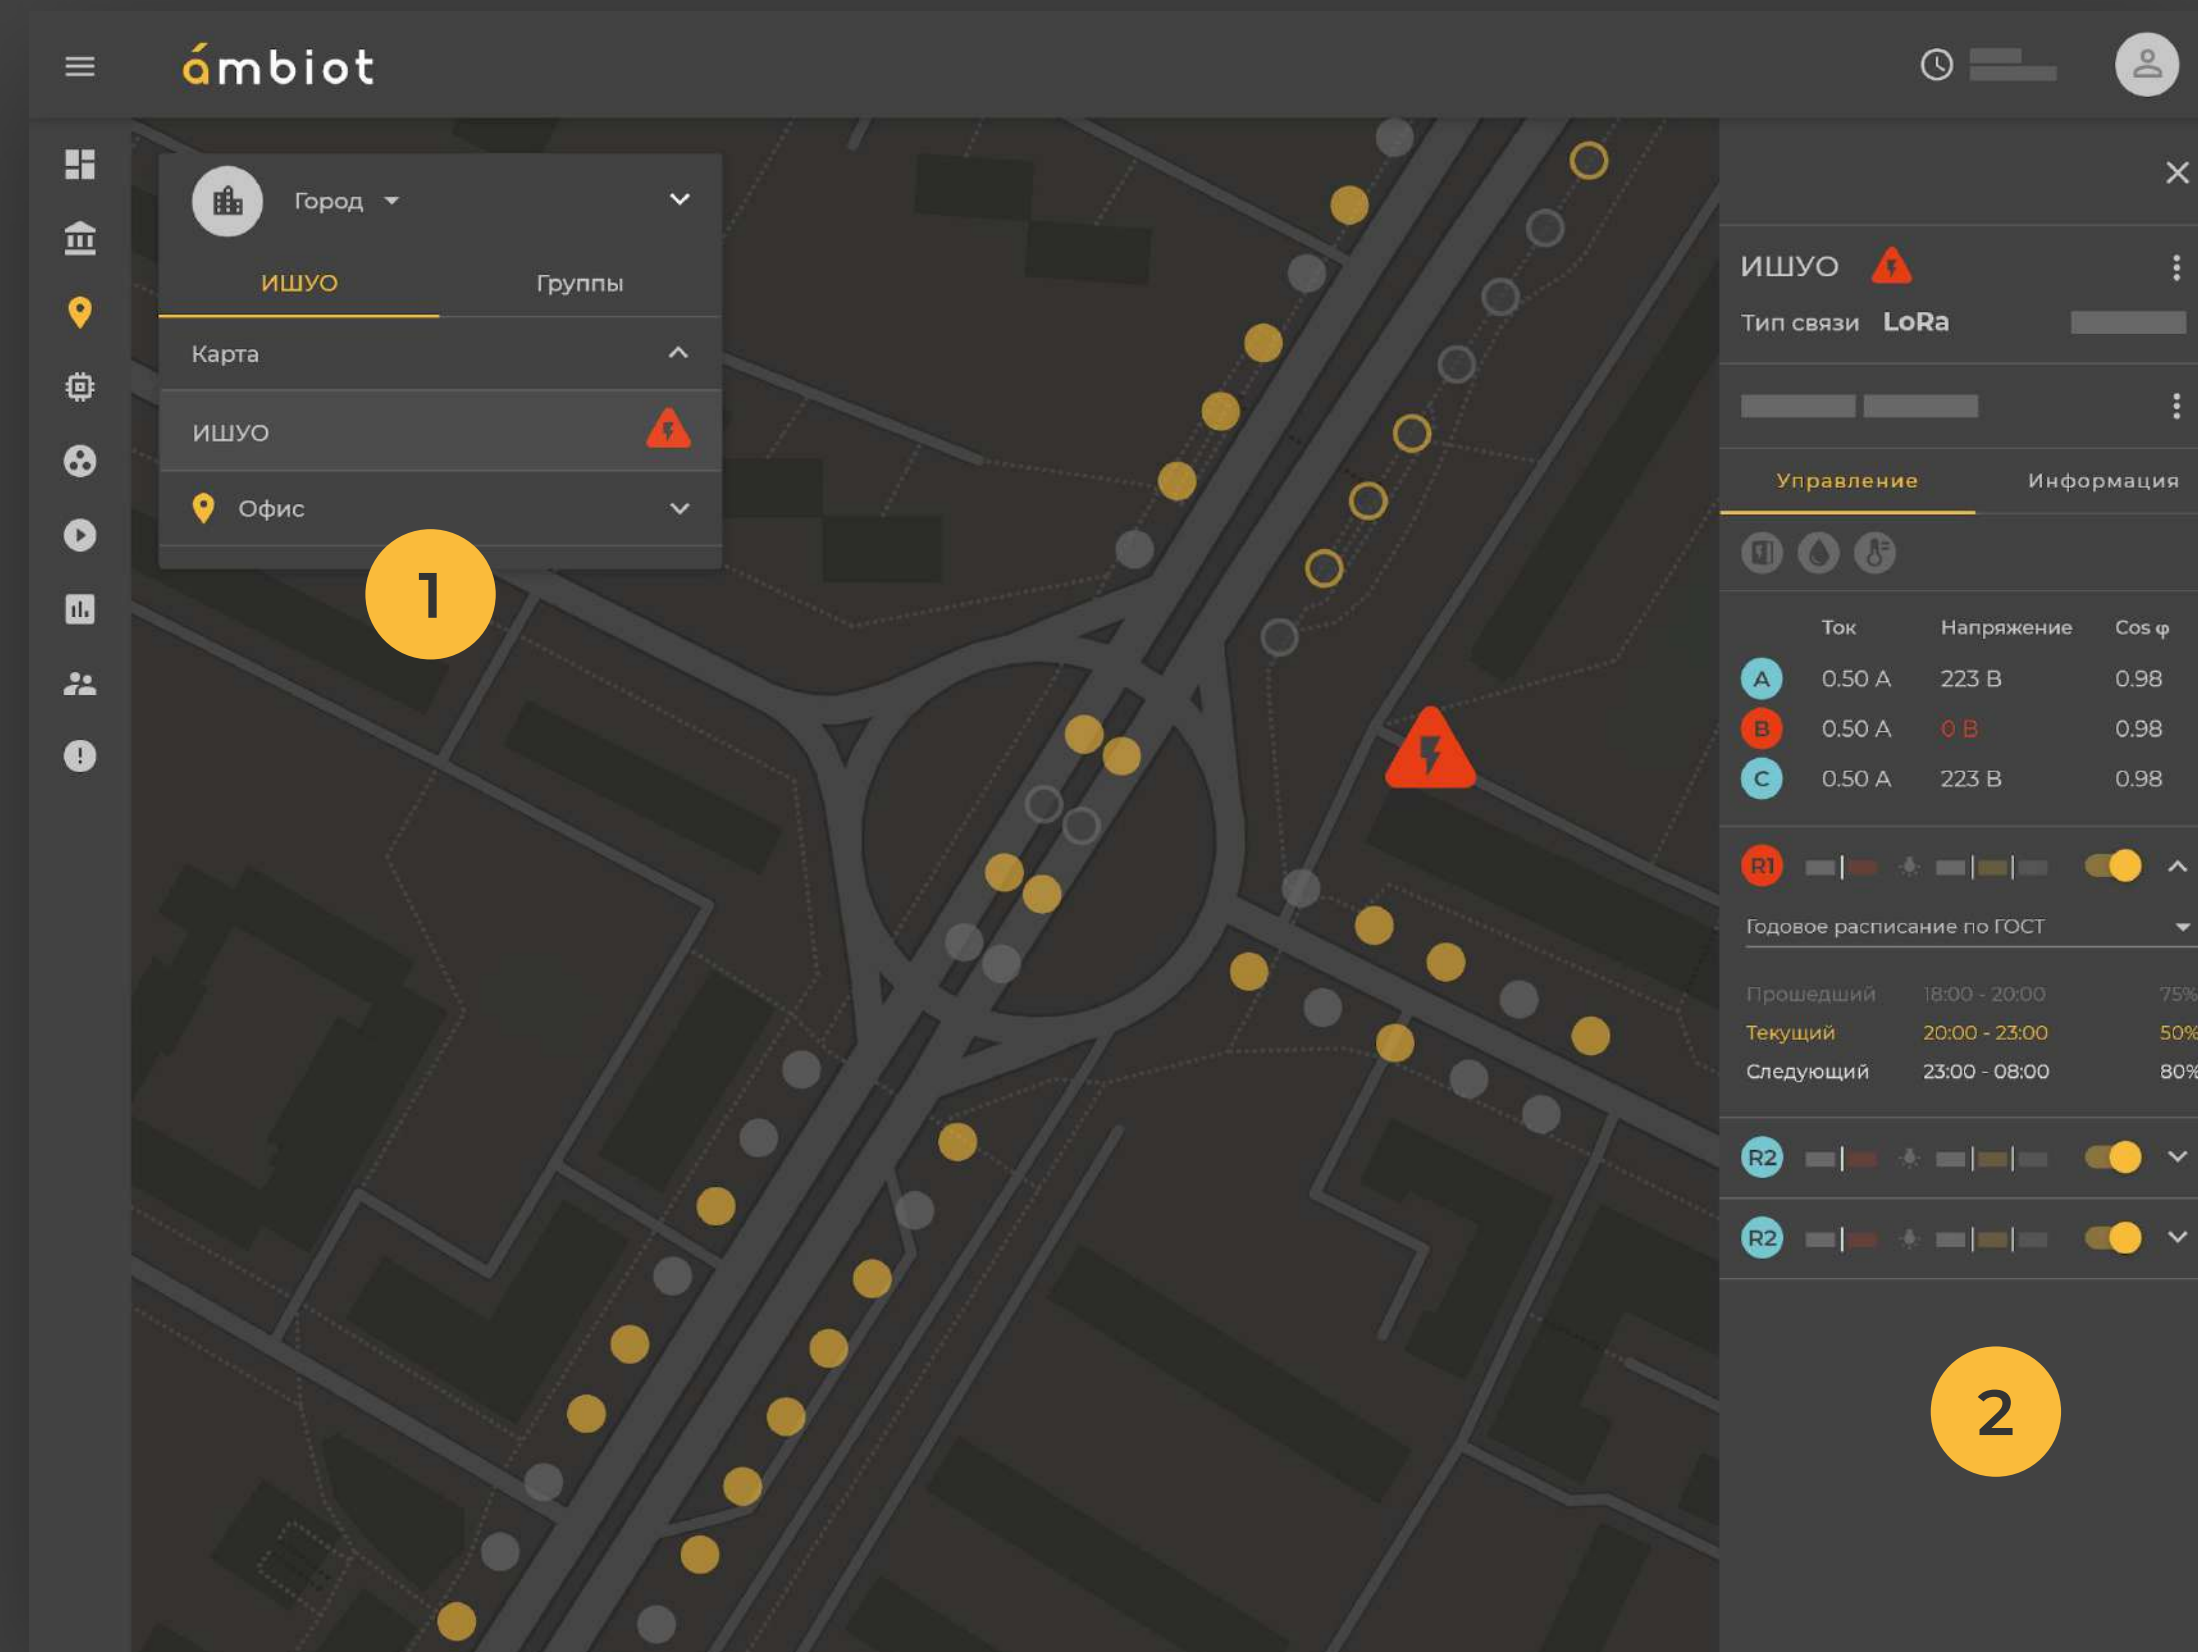 ámbiot
Город
ИШУО Группы
Карта
ИШУО
Офис
1
ИШУО
Тип связи LoRa
Управление Информация
Ток Напряжение Cos φ
A 0.50 A 223 В 0.98
B 0.50 A 0 В 0.98
C 0.50 A 223 В 0.98
R1
Годовое расписание по ГОСТ
Прошедший 18:00 - 20:00 75%
Текущий 20:00 - 23:00 50%
Следующий 23:00 - 08:00 80%
R2
R2
2